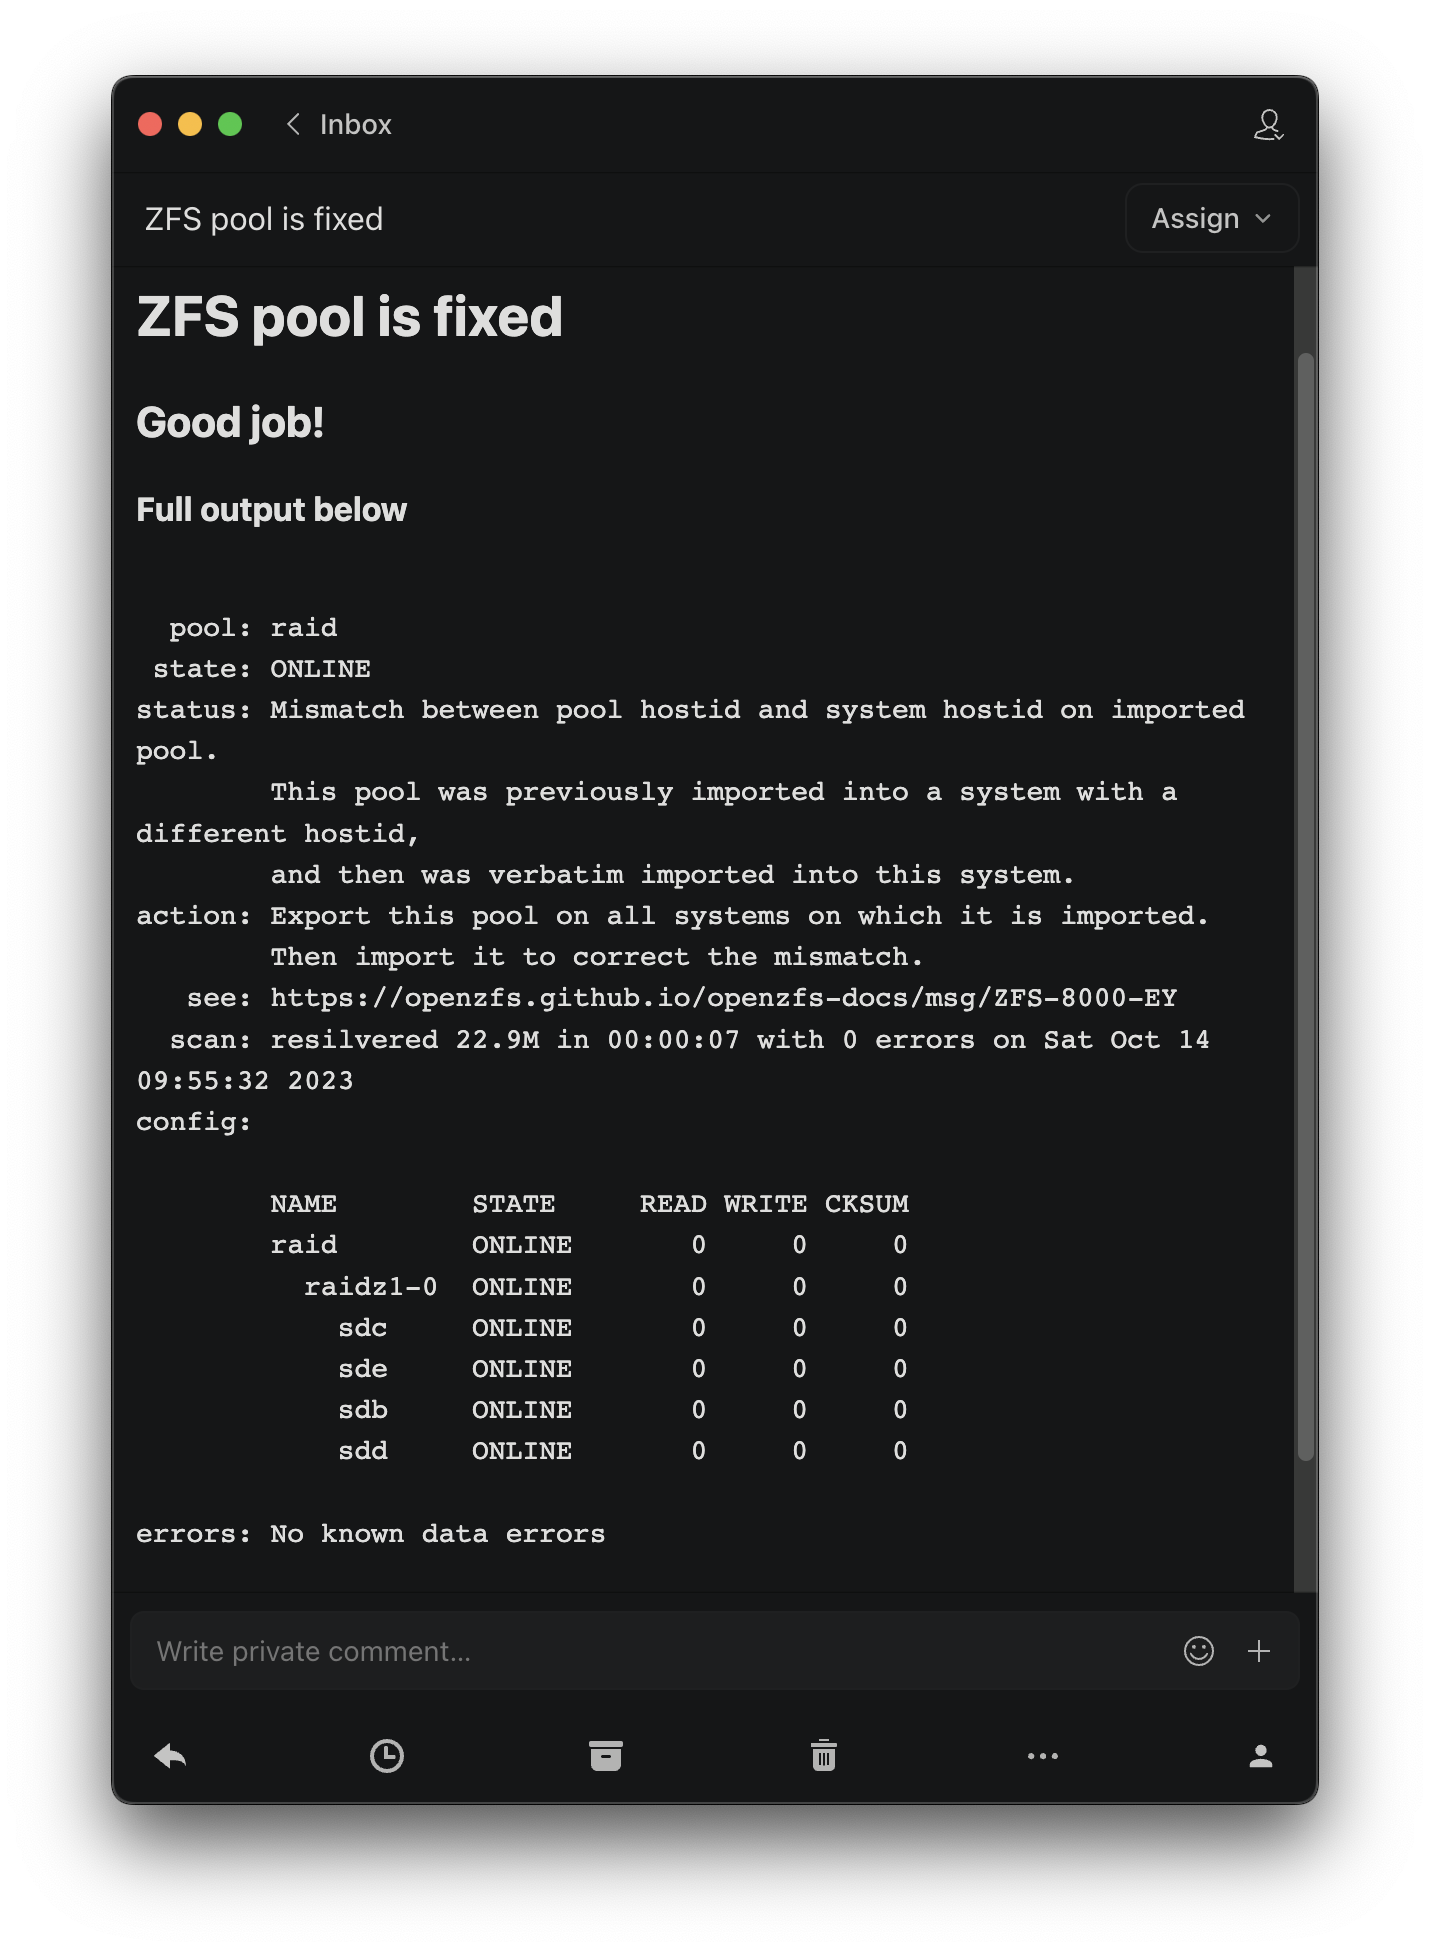 Inbox
ZFS pool is fixed
Assign
ZFS pool is fixed
Good job!
Full output below
  pool: raid
 state: ONLINE
status: Mismatch between pool hostid and system hostid on imported
pool.
        This pool was previously imported into a system with a
different hostid,
        and then was verbatim imported into this system.
action: Export this pool on all systems on which it is imported.
        Then import it to correct the mismatch.
   see: https://openzfs.github.io/openzfs-docs/msg/ZFS-8000-EY
  scan: resilvered 22.9M in 00:00:07 with 0 errors on Sat Oct 14
09:55:32 2023
config:
        NAME        STATE     READ WRITE CKSUM
        raid        ONLINE       0     0     0
          raidz1-0  ONLINE       0     0     0
            sdc     ONLINE       0     0     0
            sde     ONLINE       0     0     0
            sdb     ONLINE       0     0     0
            sdd     ONLINE       0     0     0
errors: No known data errors
Write private comment...